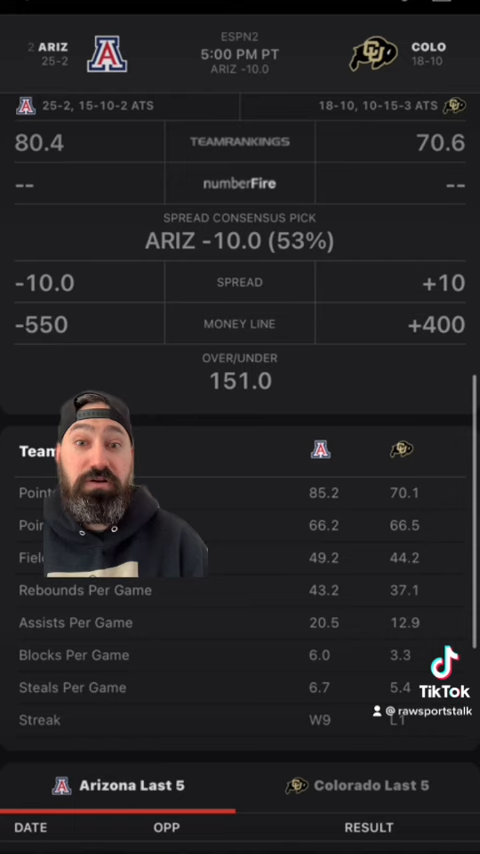 2 ARIZ
25-2
ESPN2
5:00 PM PT
ARIZ -10.0
COLO
18-10
25-2, 15-10-2 ATS
18-10, 10-15-3 ATS
80.4
TEAMRANKINGS
70.6
--
numberFire
--
SPREAD CONSENSUS PICK
ARIZ -10.0 (53%)
-10.0
SPREAD
+10
-550
MONEY LINE
+400
OVER/UNDER
151.0
Team
Poin
85.2
70.1
Poin
66.2
66.5
Fiel
49.2
44.2
Rebounds Per Game
43.2
37.1
Assists Per Game
20.5
12.9
Blocks Per Game
6.0
3.3
Steals Per Game
6.7
5.4
TikTok
@ rawsportstalk
Streak
W9
L1
Arizona Last 5
Colorado Last 5
DATE
OPP
RESULT